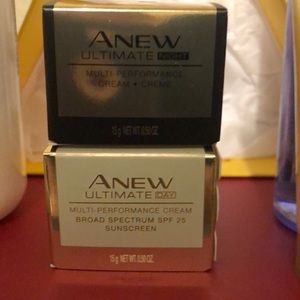 ANEW
ULTIMATE NIGHT
MULTI-PERFORMANCE
CREAM • CRÈME
15g NET WT. 0.50 OZ.
ANEW
ULTIMATE DAY
MULTI-PERFORMANCE CREAM
BROAD SPECTRUM SPF 25
SUNSCREEN
15g NET WT. 0.50 OZ.